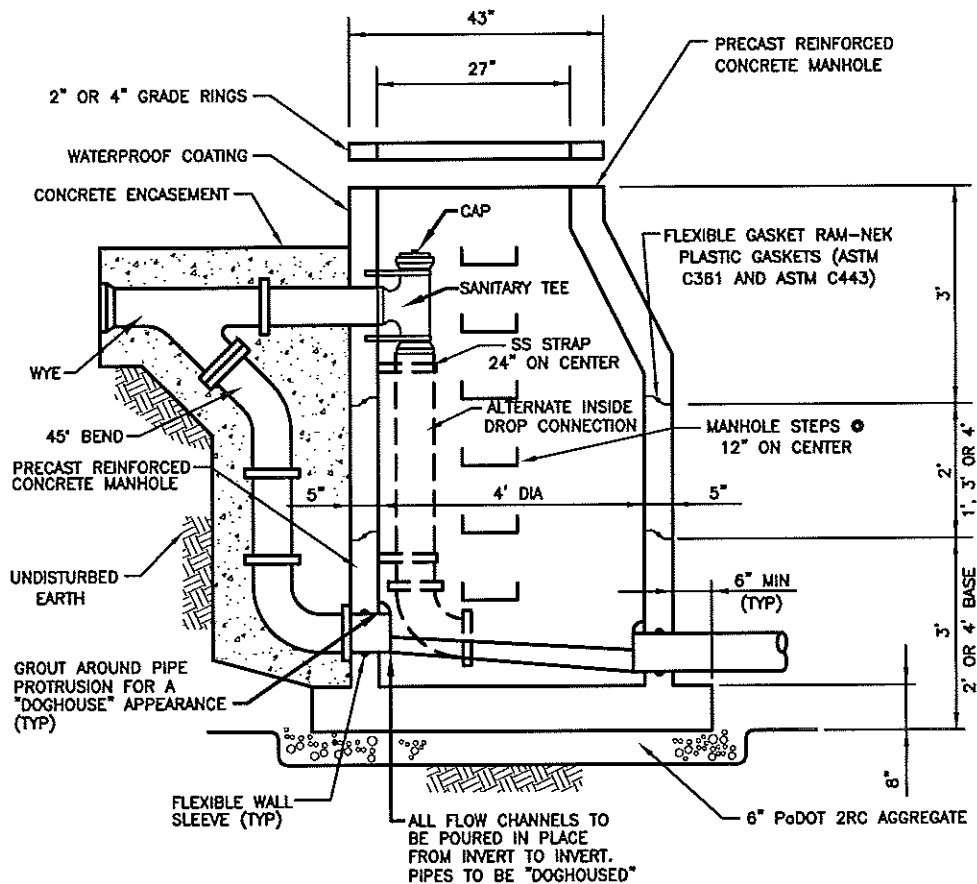 43"
27"
PRECAST REINFORCED
CONCRETE MANHOLE
2" OR 4" GRADE RINGS
WATERPROOF COATING
CONCRETE ENCASEMENT
CAP
FLEXIBLE GASKET RAM-NEK
PLASTIC GASKETS (ASTM
C361 AND ASTM C443)
3'
SANITARY TEE
SS STRAP
24" ON CENTER
WYE
ALTERNATE INSIDE
DROP CONNECTION
MANHOLE STEPS @
12" ON CENTER
45° BEND
PRECAST REINFORCED
CONCRETE MANHOLE
5"
4' DIA
5"
2'
1', 3' OR 4'
UNDISTURBED
EARTH
6" MIN
(TYP)
3'
2' OR 4' BASE
GROUT AROUND PIPE
PROTRUSION FOR A
"DOGHOUSE" APPEARANCE
(TYP)
8"
FLEXIBLE WALL
SLEEVE (TYP)
ALL FLOW CHANNELS TO
BE POURED IN PLACE
FROM INVERT TO INVERT.
PIPES TO BE "DOGHOUSED"
6" PaDOT 2RC AGGREGATE